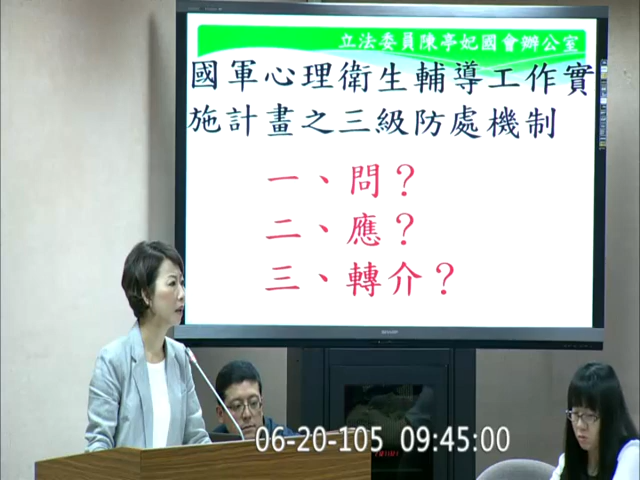 立法委員陳亭妃國會辦公室
國軍心理衛生輔導工作實
施計畫之三級防處機制
一、問？
二、應？
三、轉介？
SHARP
06-20-105 09:45:00